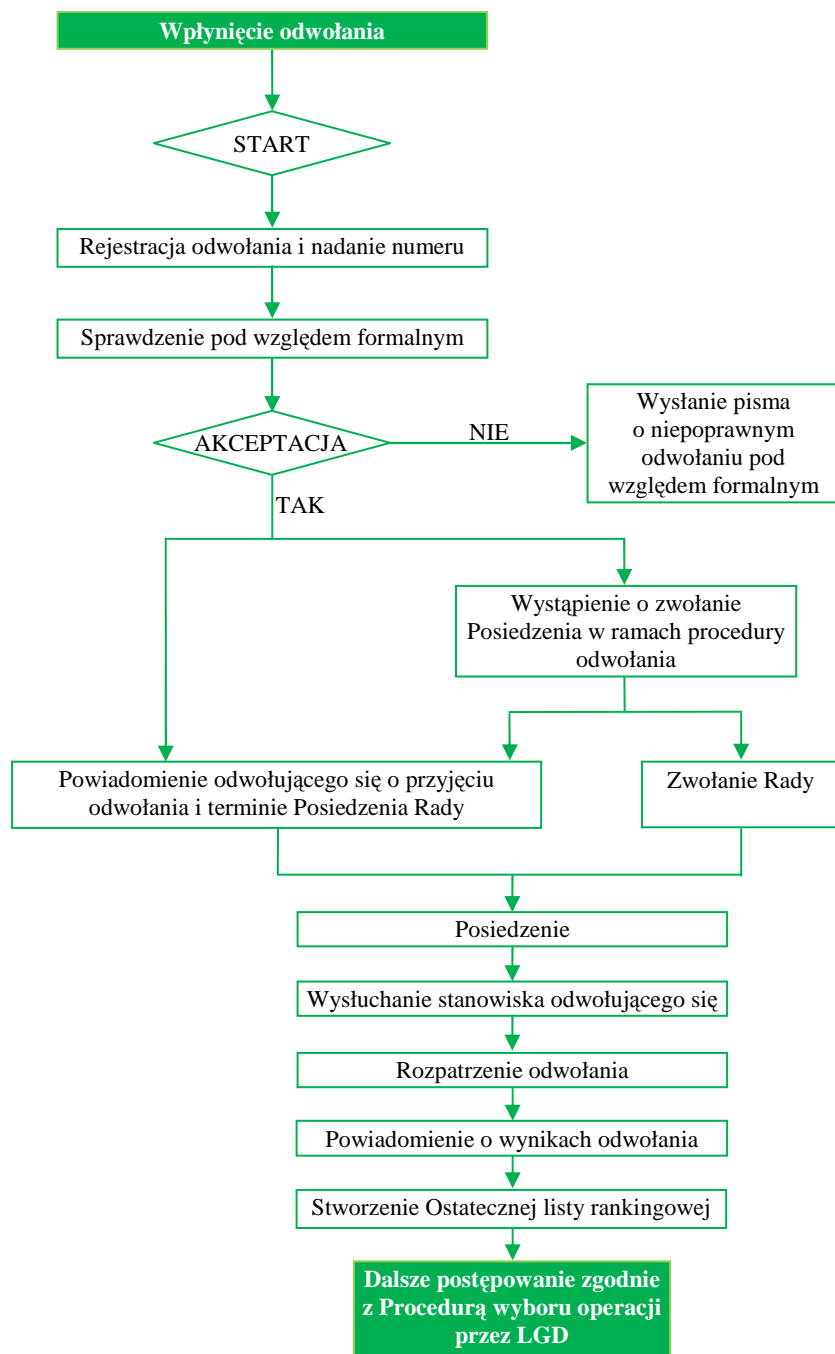 Wpłynięcie odwołania
START
Rejestracja odwołania i nadanie numeru
Sprawdzenie pod względem formalnym
AKCEPTACJA
NIE
Wysłanie pisma
o niepoprawnym
odwołaniu pod
względem formalnym
TAK
Wystąpienie o zwołanie
Posiedzenia w ramach procedury
odwołania
Powiadomienie odwołującego się o przyjęciu
odwołania i terminie Posiedzenia Rady
Zwołanie Rady
Posiedzenie
Wysłuchanie stanowiska odwołującego się
Rozpatrzenie odwołania
Powiadomienie o wynikach odwołania
Stworzenie Ostatecznej listy rankingowej
Dalsze postępowanie zgodnie
z Procedurą wyboru operacji
przez LGD